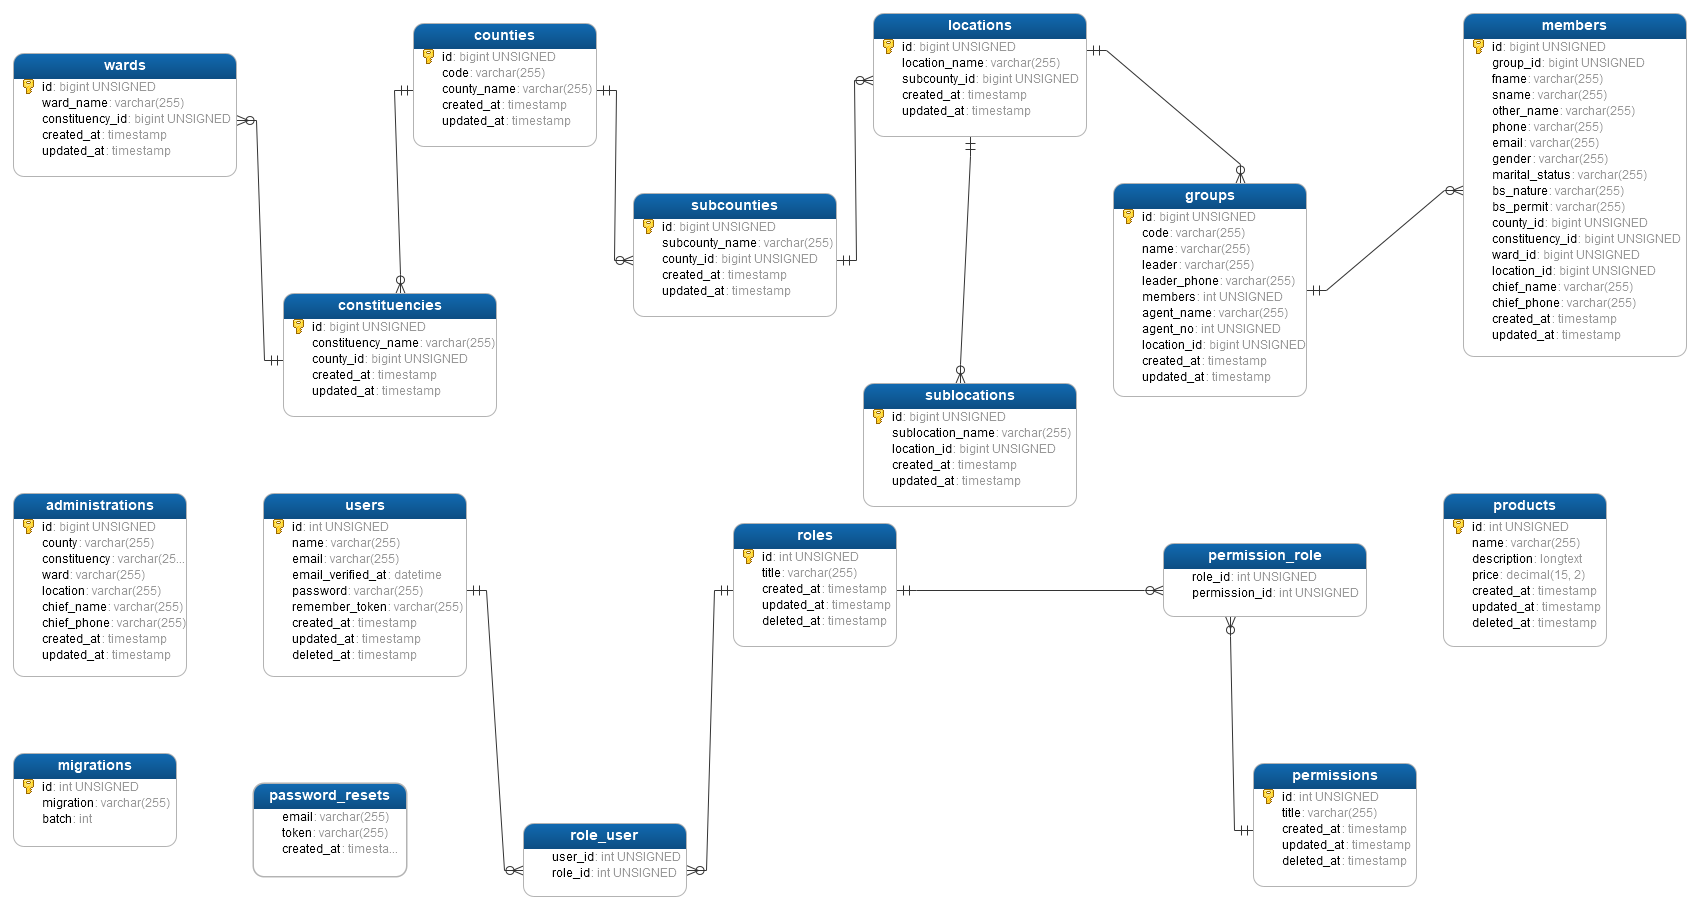 wards
id: bigint UNSIGNED
ward_name: varchar(255)
constituency_id: bigint UNSIGNED
created_at: timestamp
updated_at: timestamp
counties
id: bigint UNSIGNED
code: varchar(255)
county_name: varchar(255)
created_at: timestamp
updated_at: timestamp
locations
id: bigint UNSIGNED
location_name: varchar(255)
subcounty_id: bigint UNSIGNED
created_at: timestamp
updated_at: timestamp
members
id: bigint UNSIGNED
group_id: bigint UNSIGNED
fname: varchar(255)
sname: varchar(255)
other_name: varchar(255)
phone: varchar(255)
email: varchar(255)
gender: varchar(255)
marital_status: varchar(255)
bs_nature: varchar(255)
bs_permit: varchar(255)
county_id: bigint UNSIGNED
constituency_id: bigint UNSIGNED
ward_id: bigint UNSIGNED
location_id: bigint UNSIGNED
chief_name: varchar(255)
chief_phone: varchar(255)
created_at: timestamp
updated_at: timestamp
subcounties
id: bigint UNSIGNED
subcounty_name: varchar(255)
county_id: bigint UNSIGNED
created_at: timestamp
updated_at: timestamp
groups
id: bigint UNSIGNED
code: varchar(255)
name: varchar(255)
leader: varchar(255)
leader_phone: varchar(255)
members: int UNSIGNED
agent_name: varchar(255)
agent_no: int UNSIGNED
location_id: bigint UNSIGNED
created_at: timestamp
updated_at: timestamp
constituencies
id: bigint UNSIGNED
constituency_name: varchar(255)
county_id: bigint UNSIGNED
created_at: timestamp
updated_at: timestamp
sublocations
id: bigint UNSIGNED
sublocation_name: varchar(255)
location_id: bigint UNSIGNED
created_at: timestamp
updated_at: timestamp
administrations
id: bigint UNSIGNED
county: varchar(255)
constituency: varchar(25...
ward: varchar(255)
location: varchar(255)
chief_name: varchar(255)
chief_phone: varchar(255)
created_at: timestamp
updated_at: timestamp
users
id: int UNSIGNED
name: varchar(255)
email: varchar(255)
email_verified_at: datetime
password: varchar(255)
remember_token: varchar(255)
created_at: timestamp
updated_at: timestamp
deleted_at: timestamp
roles
id: int UNSIGNED
title: varchar(255)
created_at: timestamp
updated_at: timestamp
deleted_at: timestamp
permission_role
role_id: int UNSIGNED
permission_id: int UNSIGNED
products
id: int UNSIGNED
name: varchar(255)
description: longtext
price: decimal(15, 2)
created_at: timestamp
updated_at: timestamp
deleted_at: timestamp
migrations
id: int UNSIGNED
migration: varchar(255)
batch: int
password_resets
email: varchar(255)
token: varchar(255)
created_at: timesta...
role_user
user_id: int UNSIGNED
role_id: int UNSIGNED
permissions
id: int UNSIGNED
title: varchar(255)
created_at: timestamp
updated_at: timestamp
deleted_at: timestamp